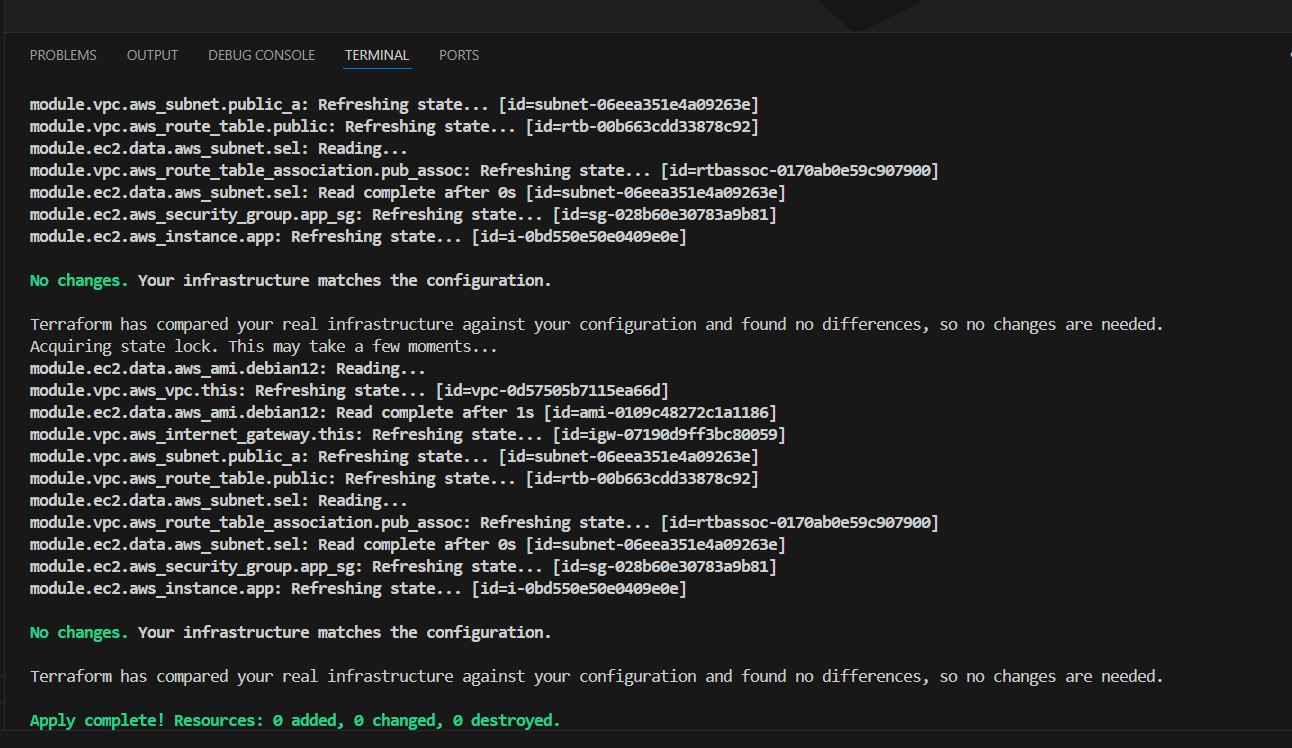 PROBLEMS OUTPUT DEBUG CONSOLE TERMINAL PORTS
module.vpc.aws_subnet.public_a: Refreshing state... [id=subnet-06eea351e4a09263e]
module.vpc.aws_route_table.public: Refreshing state... [id=rtb-00b663cdd33878c92]
module.ec2.data.aws_subnet.sel: Reading...
module.vpc.aws_route_table_association.pub_assoc: Refreshing state... [id=rtbassoc-0170ab0e59c907900]
module.ec2.data.aws_subnet.sel: Read complete after 0s [id=subnet-06eea351e4a09263e]
module.ec2.aws_security_group.app_sg: Refreshing state... [id=sg-028b60e30783a9b81]
module.ec2.aws_instance.app: Refreshing state... [id=i-0bd550e50e0409e0e]
No changes. Your infrastructure matches the configuration.
Terraform has compared your real infrastructure against your configuration and found no differences, so no changes are needed.
Acquiring state lock. This may take a few moments...
module.ec2.data.aws_ami.debian12: Reading...
module.vpc.aws_vpc.this: Refreshing state... [id=vpc-0d57505b7115ea66d]
module.ec2.data.aws_ami.debian12: Read complete after 1s [id=ami-0109c48272c1a1186]
module.vpc.aws_internet_gateway.this: Refreshing state... [id=igw-07190d9ff3bc80059]
module.vpc.aws_subnet.public_a: Refreshing state... [id=subnet-06eea351e4a09263e]
module.vpc.aws_route_table.public: Refreshing state... [id=rtb-00b663cdd33878c92]
module.ec2.data.aws_subnet.sel: Reading...
module.vpc.aws_route_table_association.pub_assoc: Refreshing state... [id=rtbassoc-0170ab0e59c907900]
module.ec2.data.aws_subnet.sel: Read complete after 0s [id=subnet-06eea351e4a09263e]
module.ec2.aws_security_group.app_sg: Refreshing state... [id=sg-028b60e30783a9b81]
module.ec2.aws_instance.app: Refreshing state... [id=i-0bd550e50e0409e0e]
No changes. Your infrastructure matches the configuration.
Terraform has compared your real infrastructure against your configuration and found no differences, so no changes are needed.
Apply complete! Resources: 0 added, 0 changed, 0 destroyed.